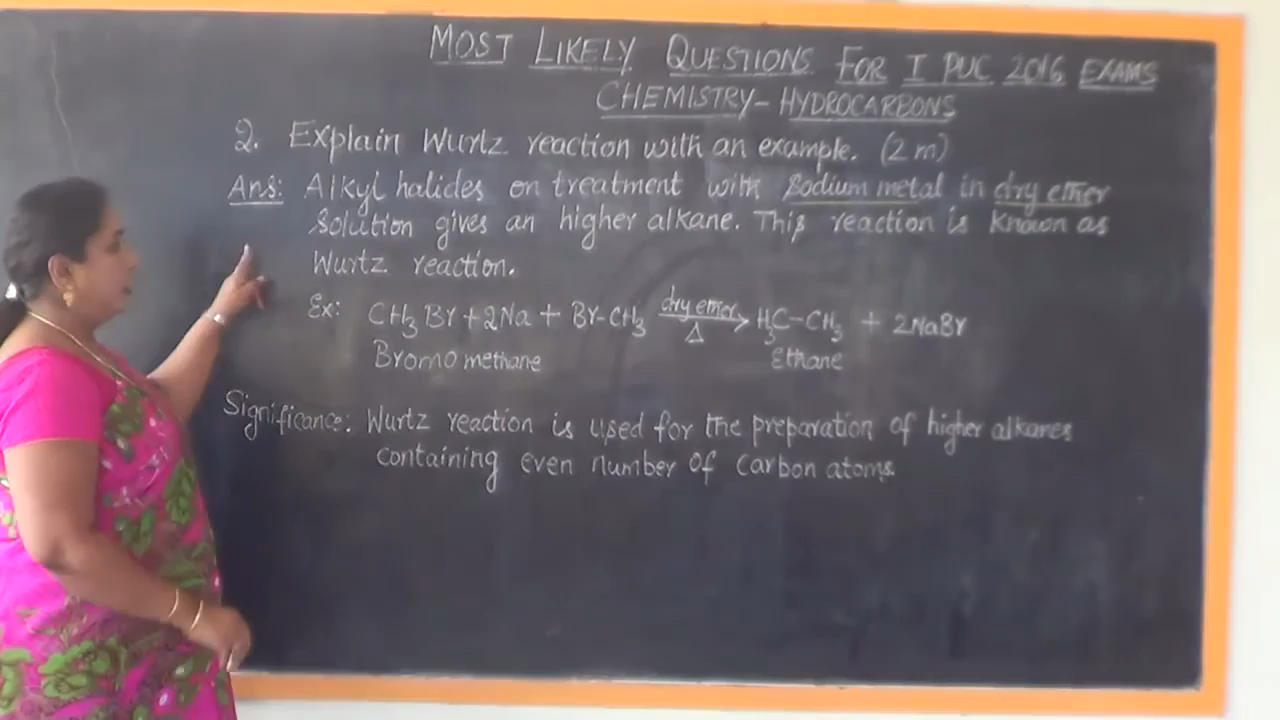 MOST LIKELY QUESTIONS FOR I PUC 2016 EXAMS
CHEMISTRY - HYDROCARBONS
2. Explain Wurtz reaction with an example. (2 m)
Ans: Alkyl halides on treatment with Sodium metal in dry ether
Solution gives an higher alkane. This reaction is known as
Wurtz reaction.
dry ether
Ex: CH₃ Br + 2Na + Br-CH₃ ⟶ H₃C-CH₃ + 2NaBr
Δ
Bromo methane Ethane
Significance: Wurtz reaction is used for the preparation of higher alkanes
containing even number of carbon atoms.